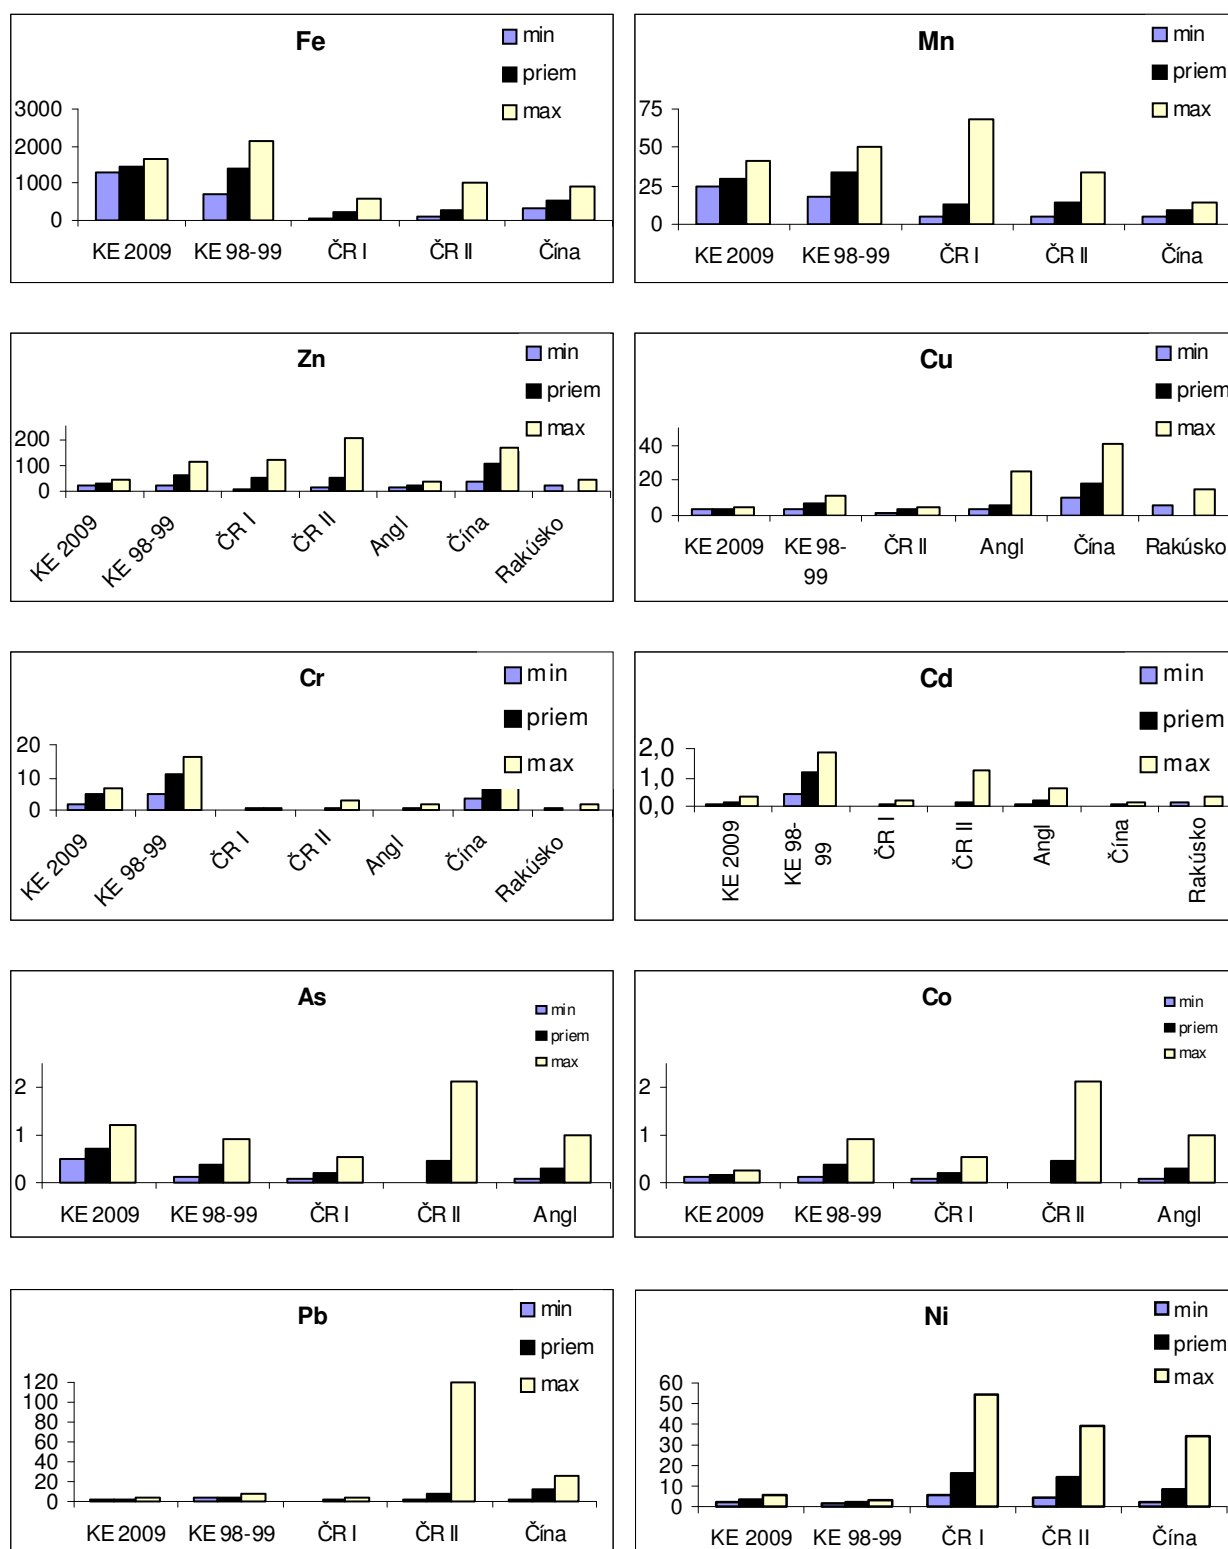 Fe
min
priem
max
3000
2000
1000
0
KE 2009 KE 98-99 ČR I ČR II Čína
Mn
min
priem
max
75
50
25
0
KE 2009 KE 98-99 ČR I ČR II Čína
Zn
min
priem
max
200
100
0
KE 2009 KE 98-99 ČR I ČR II Angl Čína Rakúsko
Cu
min
priem
max
40
20
0
KE 2009 KE 98- ČR II Angl Čína Rakúsko
99
Cr
min
priem
max
20
10
0
KE 2009 KE 98-99 ČR I ČR II Angl Čína Rakúsko
Cd
min
priem
max
2,0
1,0
0,0
KE 2009 KE 98- ČR I ČR II Angl Čína Rakúsko
99
As
min
priem
max
2
1
0
KE 2009 KE 98-99 ČR I ČR II Angl
Co
min
priem
max
2
1
0
KE 2009 KE 98-99 ČR I ČR II Angl
Pb
min
priem
max
120
100
80
60
40
20
0
KE 2009 KE 98-99 ČR I ČR II Čína
Ni
min
priem
max
60
50
40
30
20
10
0
KE 2009 KE 98-99 ČR I ČR II Čína